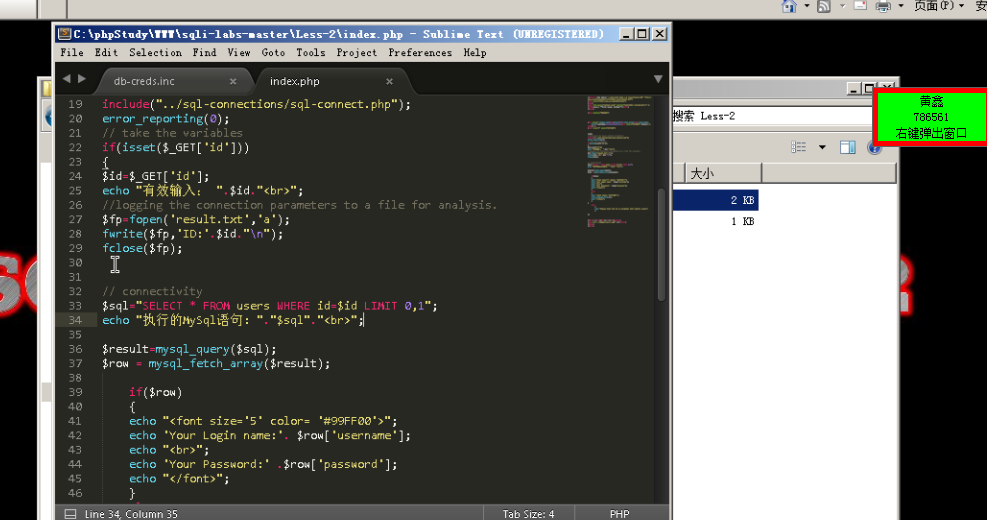 页面(P)
C:\phpStudy\WWW\sqli-labs-master\Less-2\index.php - Sublime Text (UNREGISTERED)
File Edit Selection Find View Goto Tools Project Preferences Help
db-creds.inc × index.php ×
19 include("../sql-connections/sql-connect.php");
20 error_reporting(0);
21 // take the variables
22 if(isset($_GET['id']))
23 {
24 $id=$_GET['id'];
25 echo "有效输入： ".$id."<br>";
26 //logging the connection parameters to a file for analysis.
27 $fp=fopen('result.txt','a');
28 fwrite($fp,'ID:'.$id."\n");
29 fclose($fp);
30
31
32 // connectivity
33 $sql="SELECT * FROM users WHERE id=$id LIMIT 0,1";
34 echo "执行的MySql语句："."$sql"."<br>";
35
36 $result=mysql_query($sql);
37 $row = mysql_fetch_array($result);
38
39 if($row)
40 {
41 echo "<font size='5' color= '#99FF00'>";
42 echo 'Your Login name:'. $row['username'];
43 echo "<br>";
44 echo 'Your Password:' .$row['password'];
45 echo "</font>";
46 }
Line 34, Column 35 Tab Size: 4 PHP
搜索 Less-2
大小
2 KB
1 KB
黄鑫
786561
右键弹出窗口